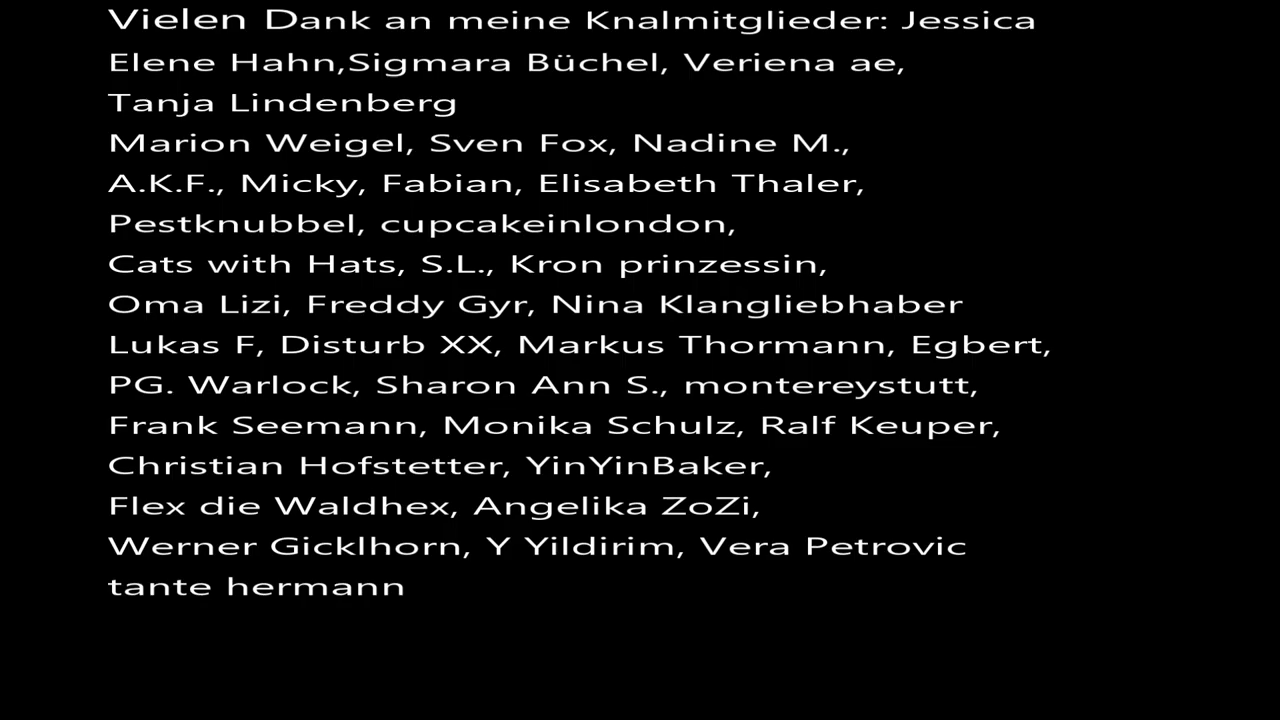 Vielen Dank an meine Knalmitglieder: Jessica
Elene Hahn,Sigmara Büchel, Veriena ae,
Tanja Lindenberg
Marion Weigel, Sven Fox, Nadine M.,
A.K.F., Micky, Fabian, Elisabeth Thaler,
Pestknubbel, cupcakeinlondon,
Cats with Hats, S.L., Kron prinzessin,
Oma Lizi, Freddy Gyr, Nina Klangliebhaber
Lukas F, Disturb XX, Markus Thormann, Egbert,
PG. Warlock, Sharon Ann S., montereystutt,
Frank Seemann, Monika Schulz, Ralf Keuper,
Christian Hofstetter, YinYinBaker,
Flex die Waldhex, Angelika ZoZi,
Werner Gicklhorn, Y Yildirim, Vera Petrovic
tante hermann